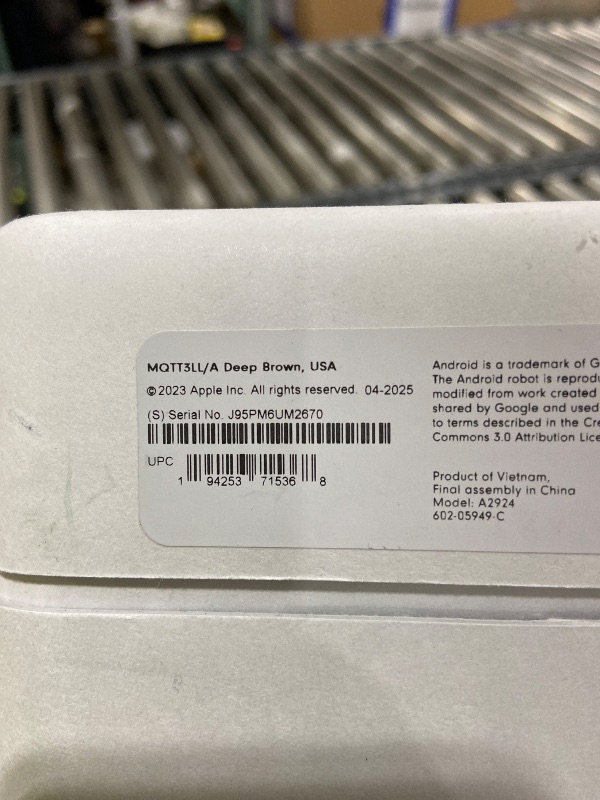 MQTT3LL/A Deep Brown, USA
©2023 Apple Inc. All rights reserved. 04-2025
(S) Serial No. J95PM6UM2670
UPC
1 94253 71536 8
Android is a trademark of G
The Android robot is reprodu
modified from work created
shared by Google and used
to terms described in the Cre
Commons 3.0 Attribution Lice
Product of Vietnam,
Final assembly in China
Model: A2924
602-05949-C